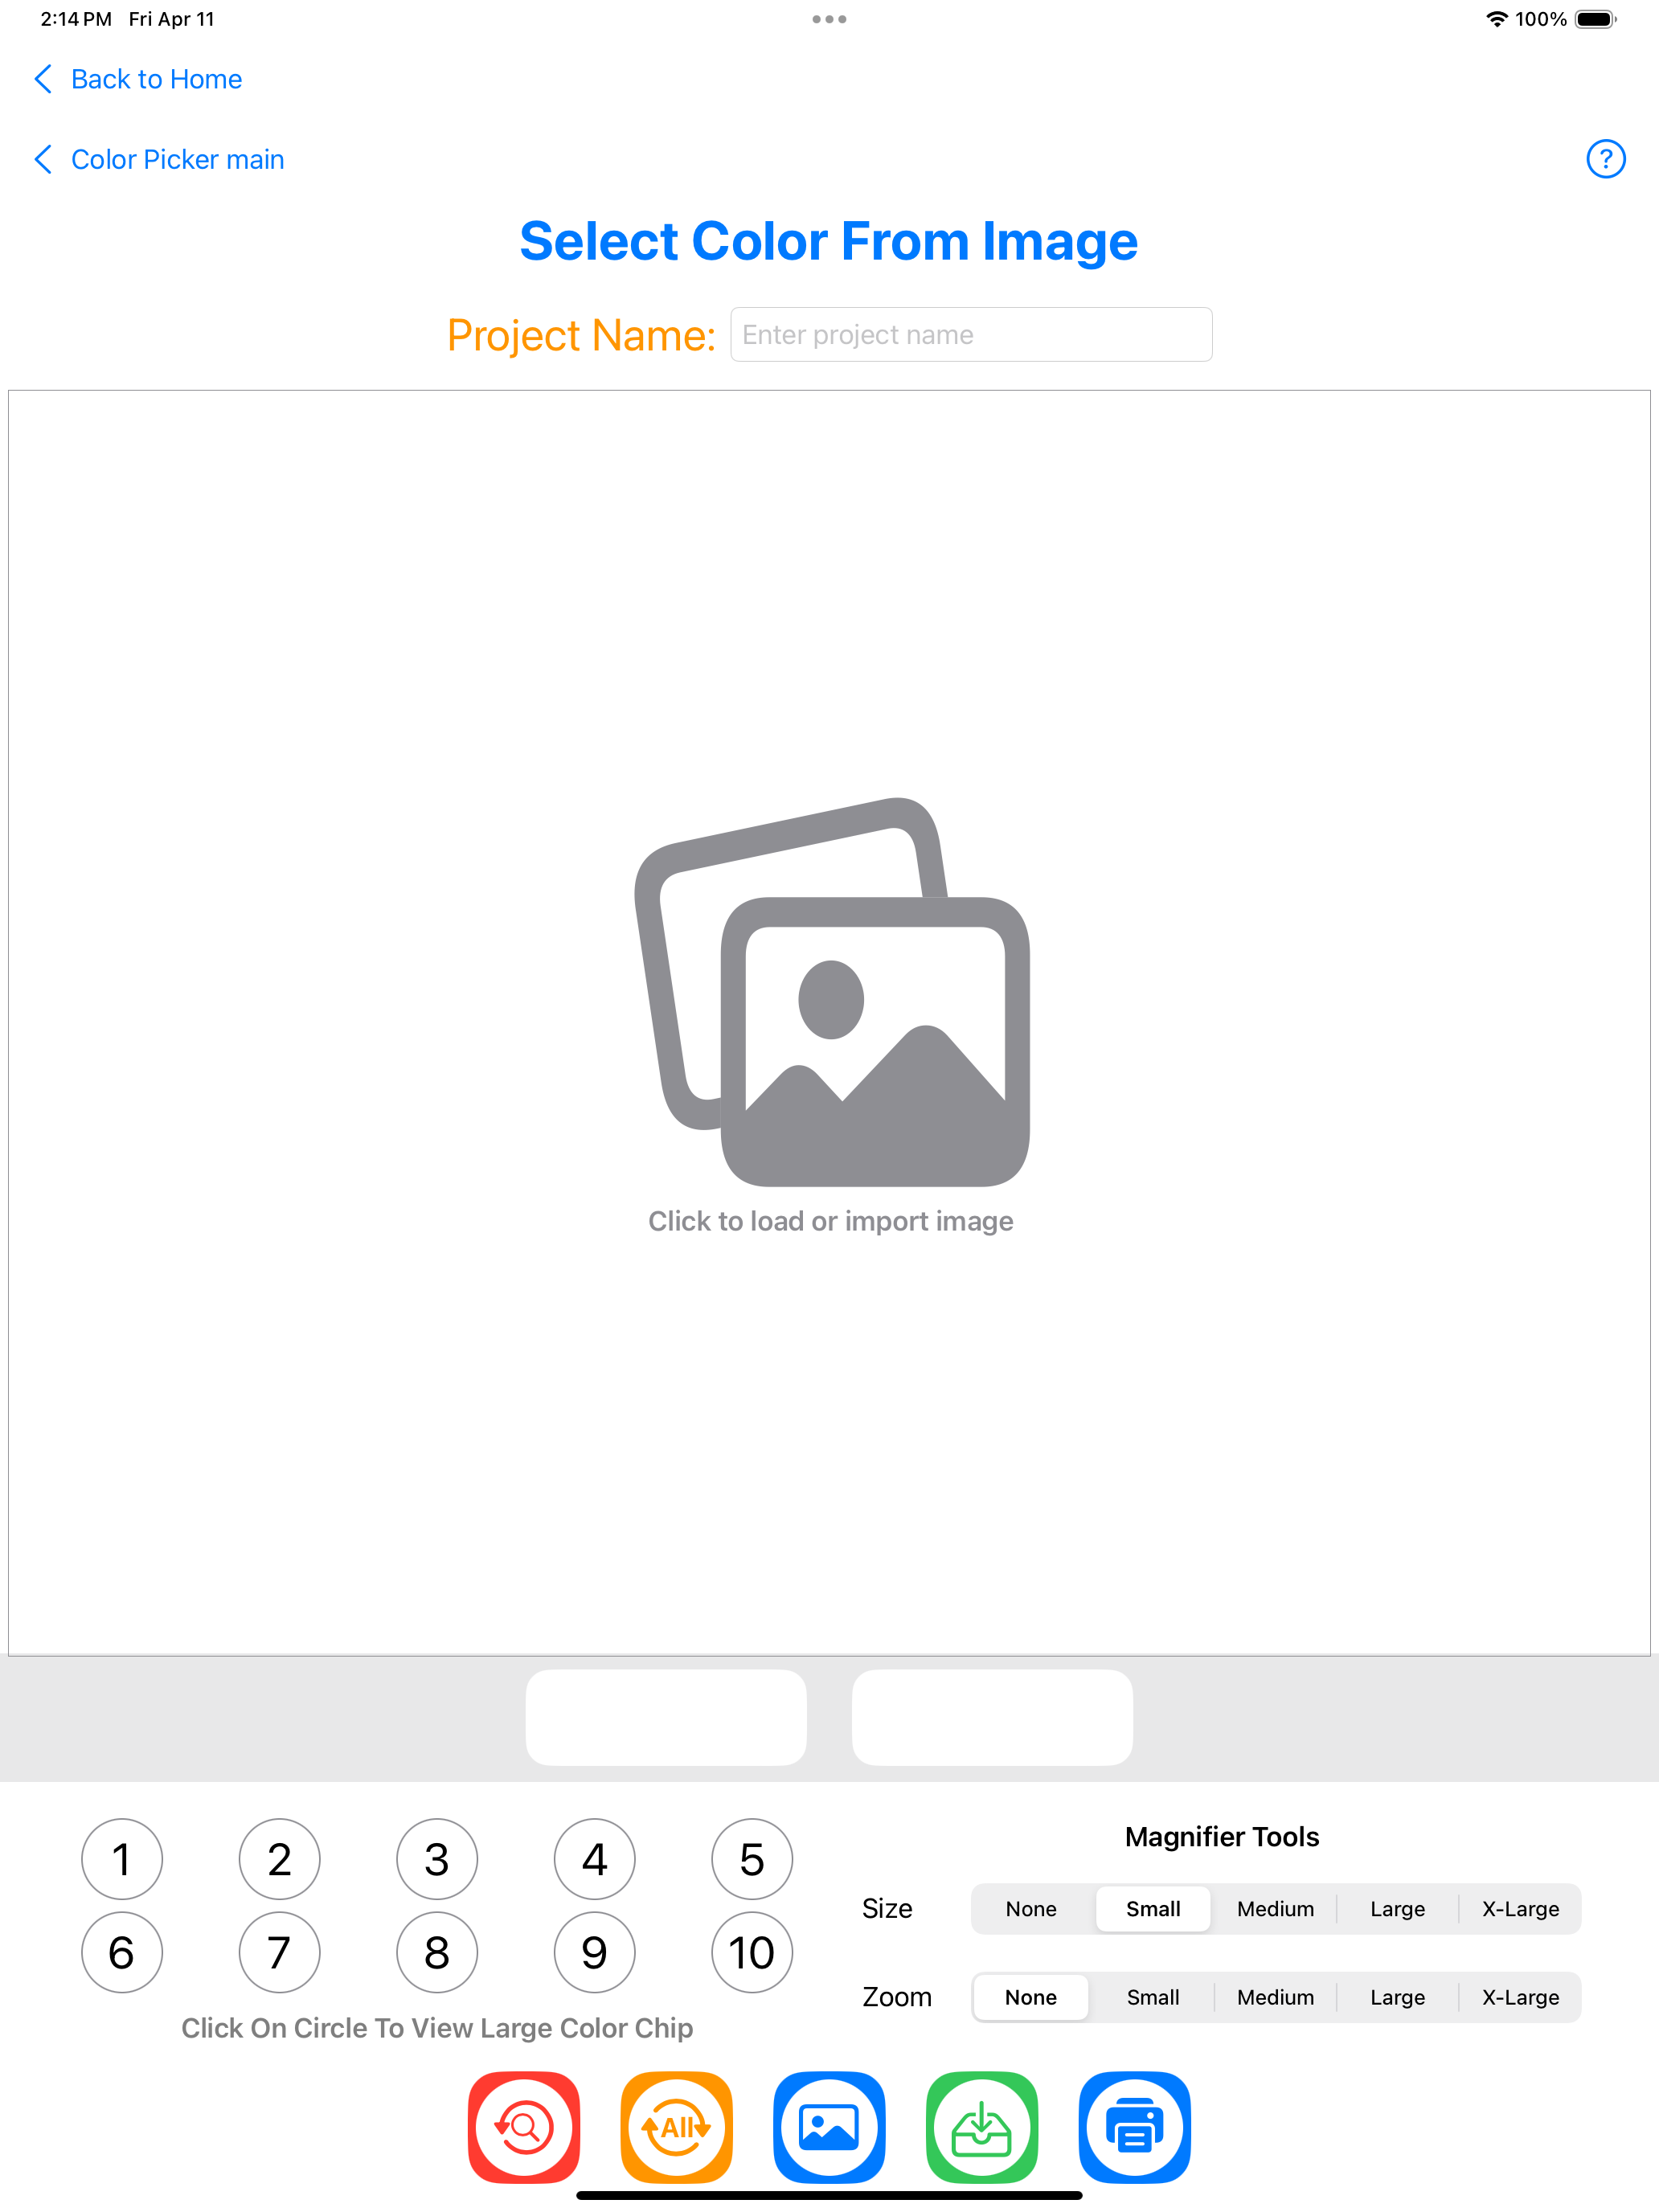 2:14 PM Fri Apr 11
100%
Back to Home
Color Picker main
?
Select Color From Image
Project Name: Enter project name
Click to load or import image
1 2 3 4 5
6 7 8 9 10
Click On Circle To View Large Color Chip
Magnifier Tools
Size None Small Medium Large X-Large
Zoom None Small Medium Large X-Large
All